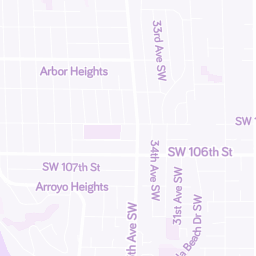 33rd Ave SW
Arbor Heights
SW
SW 106th St
34th Ave SW
SW 107th St
31st Ave SW
Arroyo Heights
Beach Dr SW
Ave SW